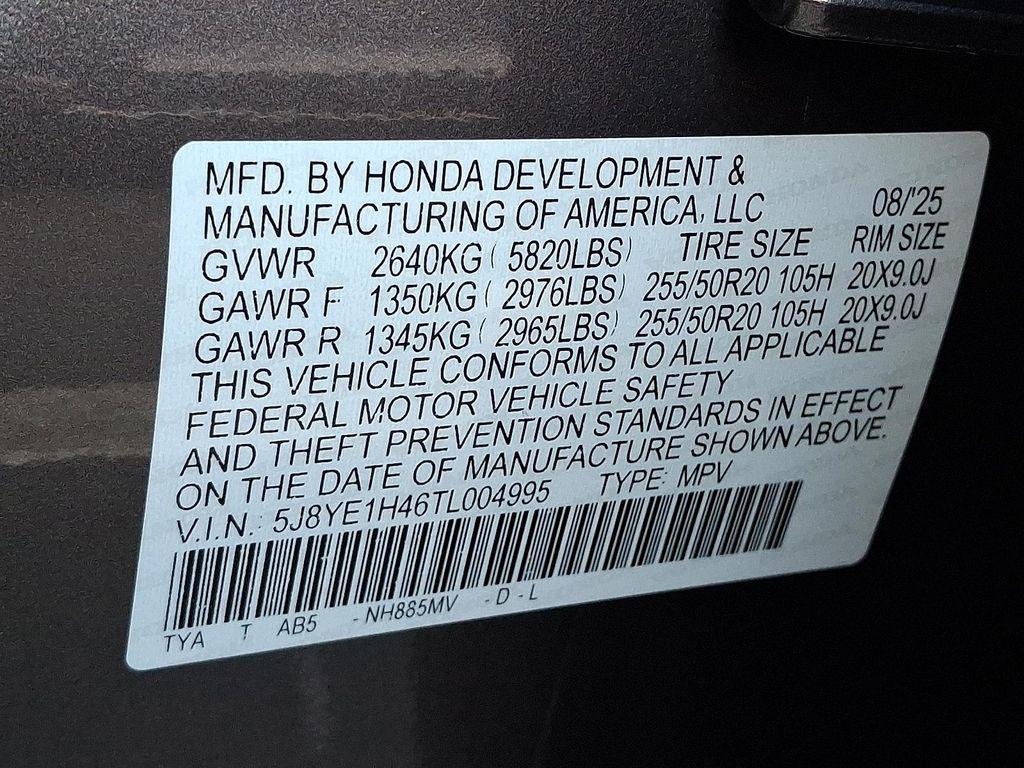 MFD. BY HONDA DEVELOPMENT &
MANUFACTURING OF AMERICA, LLC 08/'25
GVWR 2640KG ( 5820LBS) TIRE SIZE RIM SIZE
GAWR F 1350KG ( 2976LBS) 255/50R20 105H 20X9.0J
GAWR R 1345KG ( 2965LBS) 255/50R20 105H 20X9.0J
THIS VEHICLE CONFORMS TO ALL APPLICABLE
FEDERAL MOTOR VEHICLE SAFETY
AND THEFT PREVENTION STANDARDS IN EFFECT
ON THE DATE OF MANUFACTURE SHOWN ABOVE.
V.I.N.: 5J8YE1H46TL004995 TYPE: MPV
TYA T AB5 -NH885MV -D-L